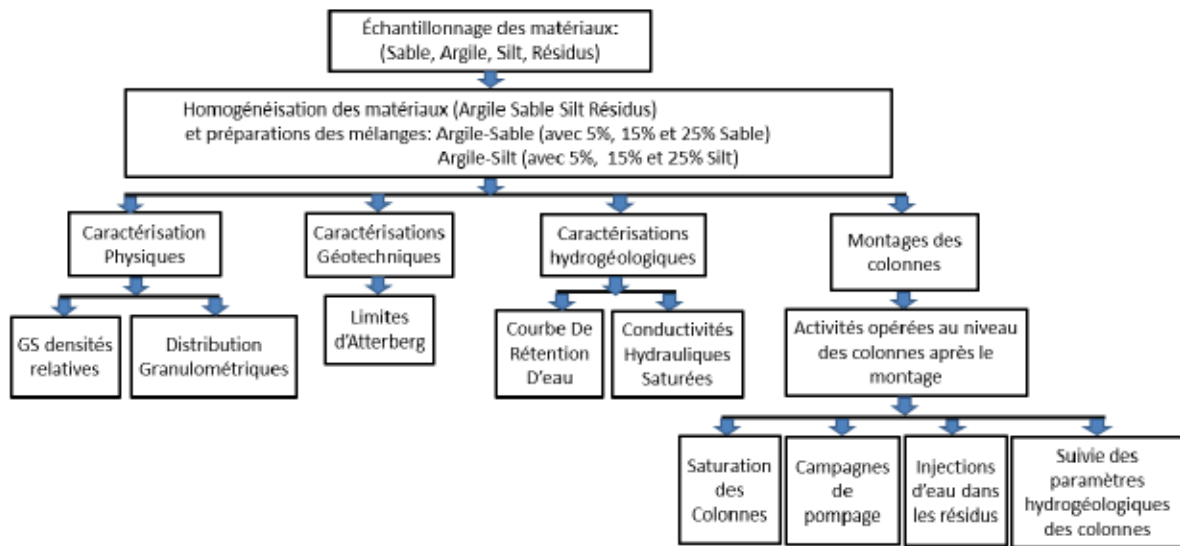 Échantillonnage des matériaux:
(Sable, Argile, Silt, Résidus)
Homogénéisation des matériaux (Argile Sable Silt Résidus)
et préparations des mélanges: Argile-Sable (avec 5%, 15% et 25% Sable)
Argile-Silt (avec 5%, 15% et 25% Silt)
Caractérisation
Physiques
Caractérisations
Géotechniques
Caractérisations
hydrogéologiques
Montages des
colonnes
GS densités
relatives
Distribution
Granulométriques
Limites
d'Atterberg
Courbe De
Rétention
D'eau
Conductivités
Hydrauliques
Saturées
Activités opérées au niveau
des colonnes après le
montage
Saturation
des
Colonnes
Campagnes
de
pompage
Injections
d'eau dans
les résidus
Suivie des
paramètres
hydrogéologiques
des colonnes